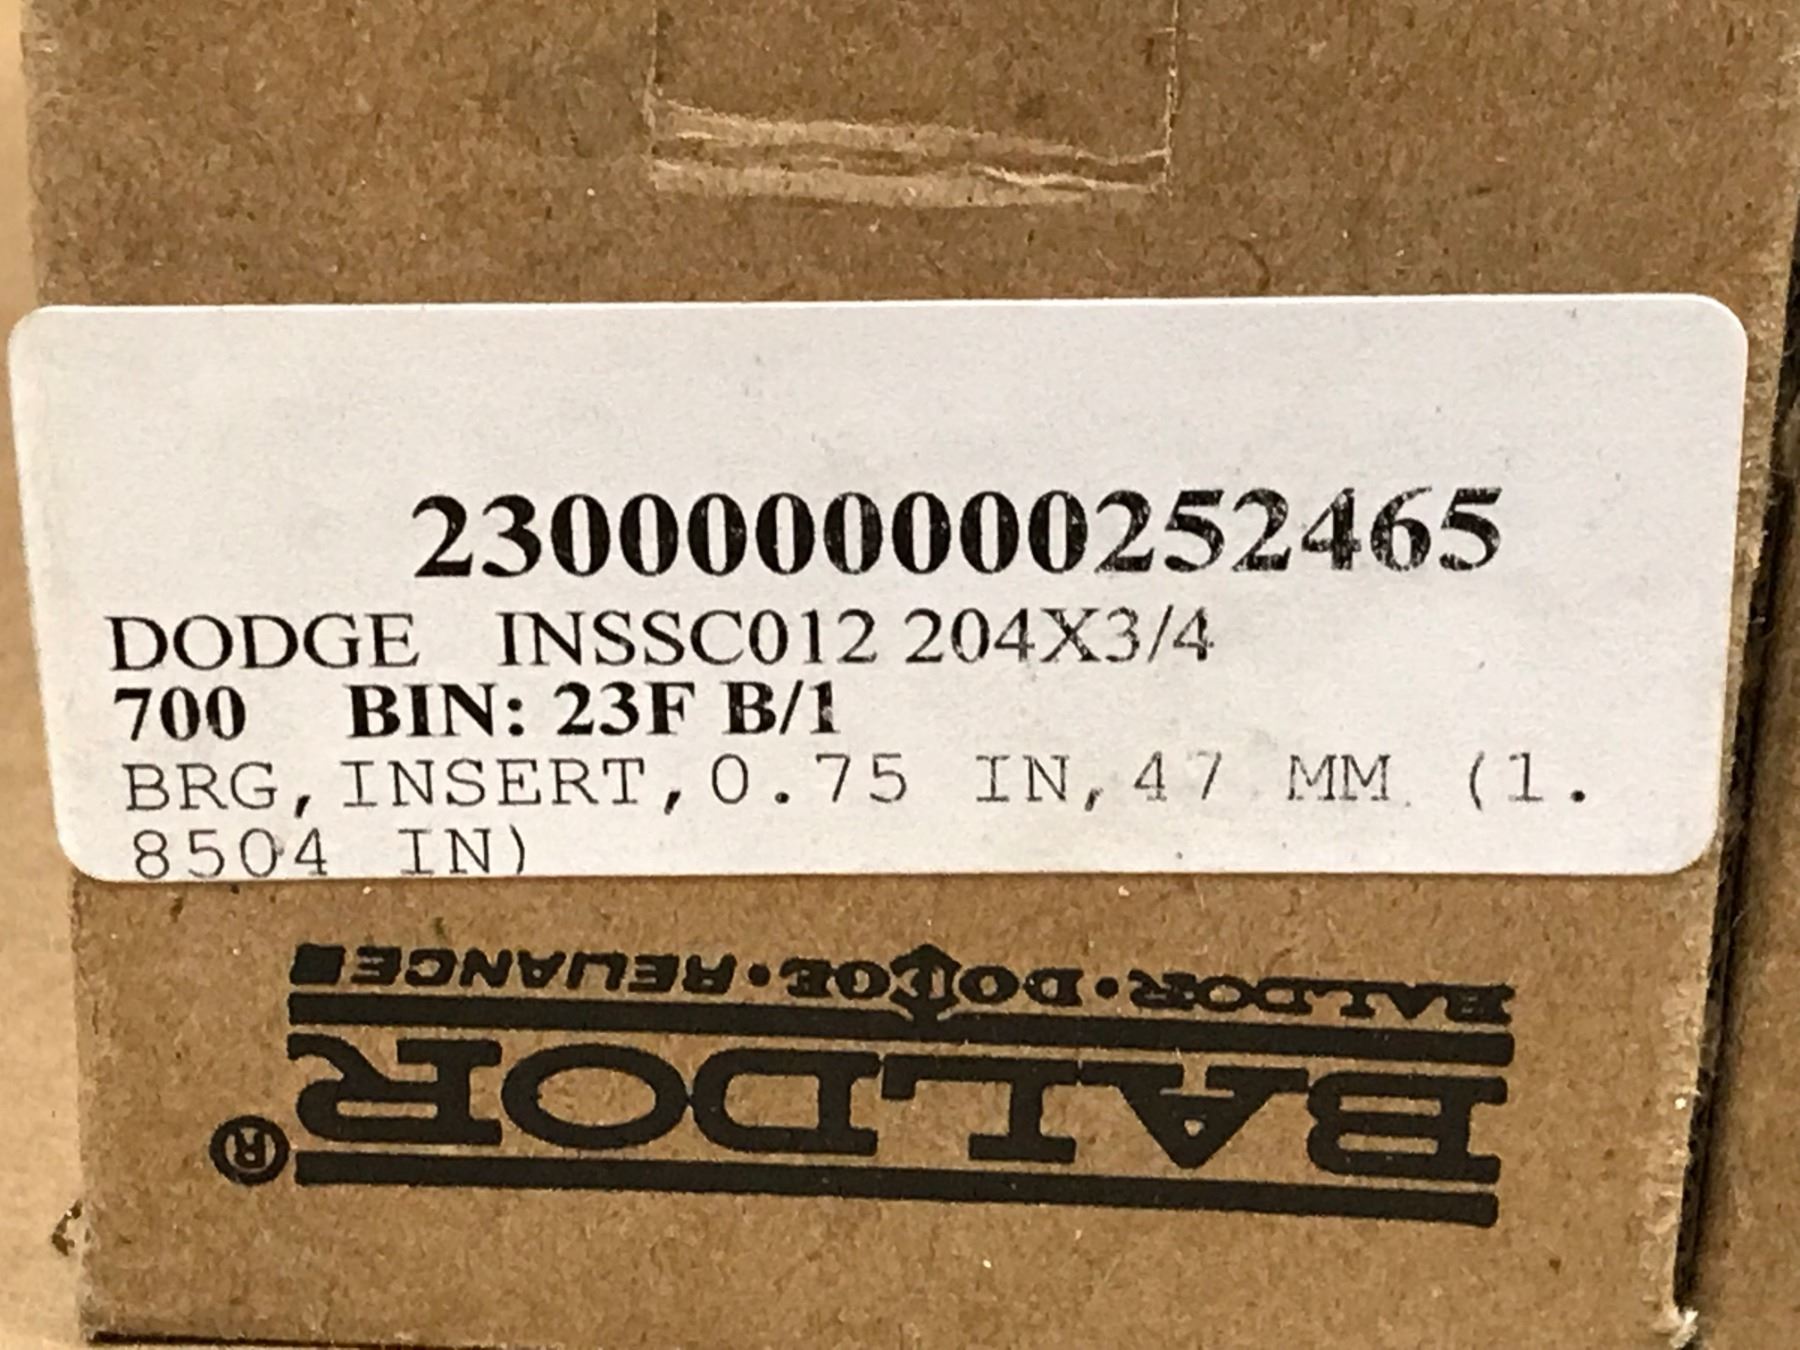 2300000000252465
DODGE INSSC012 204X3/4
700 BIN: 23F B/1
BRG,INSERT,0.75 IN,47 MM (1.
8504 IN)
BALDOR®
BALDOR•DODGE•RELIANCE